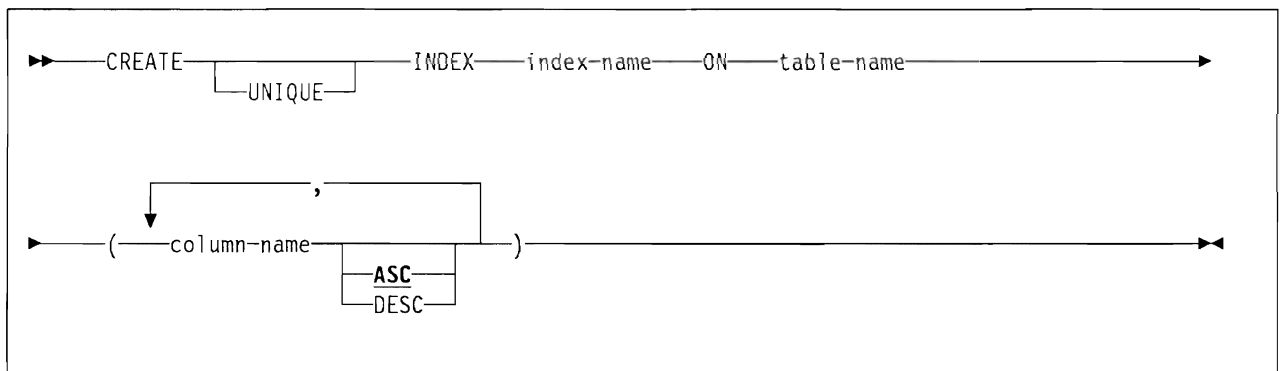 CREATE INDEX index-name ON table-name
UNIQUE
,
( column-name )
ASC
DESC